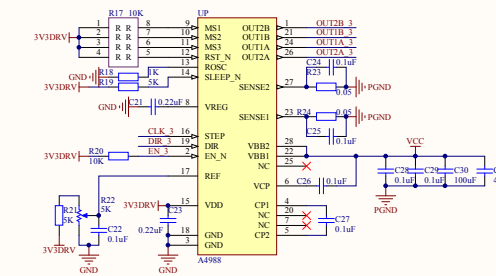 R17 10K UP
1 R R 8 9 MS1 OUT2B 1 OUT2B_3
2 R R 7 10 MS2 OUT1B 21 OUT1B_3
3V3DRV 3 R R 6 11 MS3 OUT1A 24 OUT1A_3
4 R R 5 12 RST_N OUT2A 26 OUT2A_3
13 ROSC C24 0.1uF
GND R18 1K 14 SLEEP_N R23
3V3DRV R19 5K SENSE2 27 0.05 PGND
GND C21 0.22uF 8 VREG
SENSE1 23 R24 0.05 PGND
CLK_3 16 STEP C25 0.1uF
DIR_3 19 DIR
3V3DRV R20 EN_3 2 EN_N VBB2 28 VCC
10K VBB1 22
NC 25
17 REF C28 C29 C30
VCP 6 C26 0.1uF 0.1uF 0.1uF 100uF
R22
R21 5K 3V3DRV 15 VDD CP1 4 PGND
5K C23 NC 20
C22 0.22uF 18 GND NC 7 C27
0.1uF 3 GND CP2 5 0.1uF
3V3DRV GND GND A4988